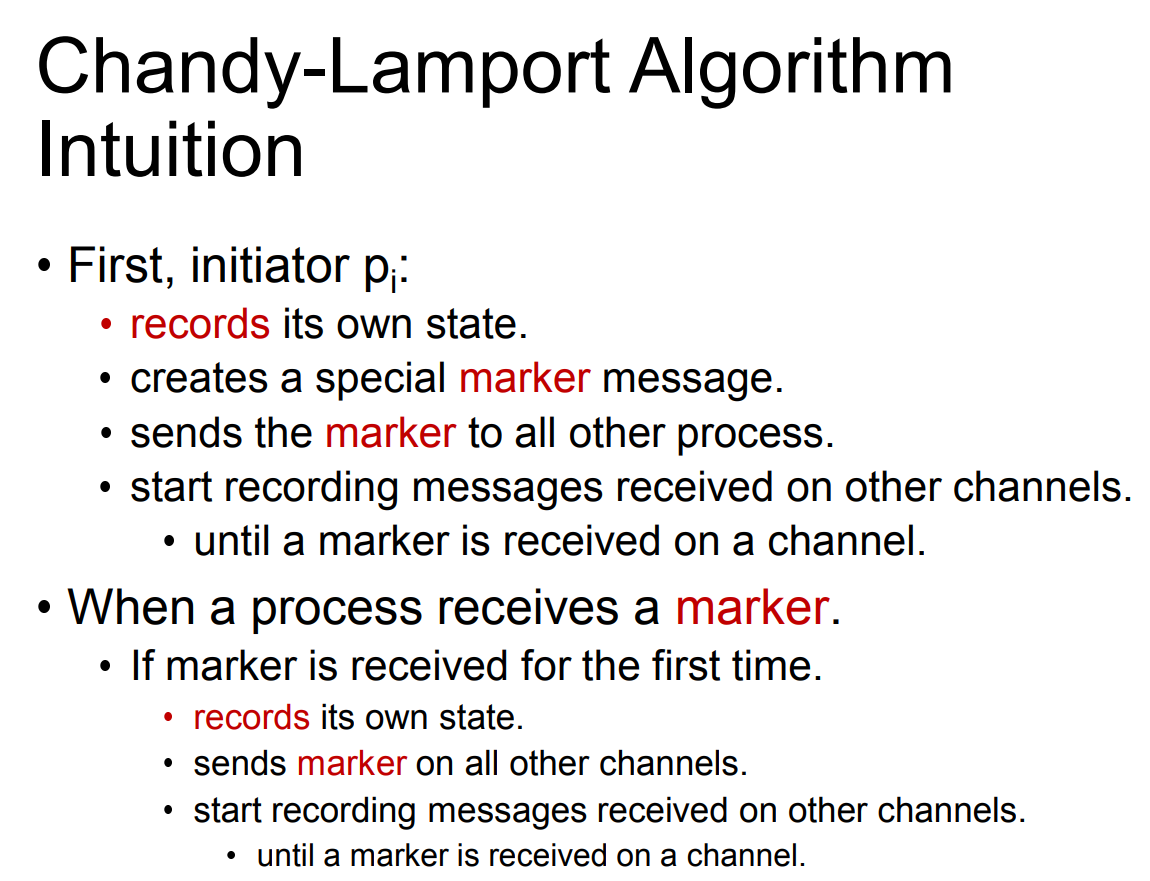 Chandy-Lamport Algorithm
Intuition
• First, initiator pi:
• records its own state.
• creates a special marker message.
• sends the marker to all other process.
• start recording messages received on other channels.
• until a marker is received on a channel.
• When a process receives a marker.
• If marker is received for the first time.
• records its own state.
• sends marker on all other channels.
• start recording messages received on other channels.
• until a marker is received on a channel.